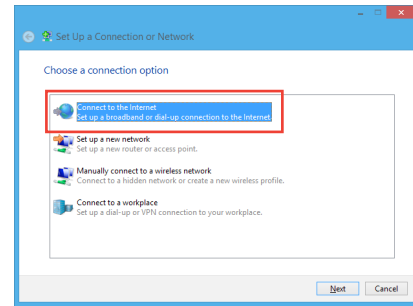 Set Up a Connection or Network
Choose a connection option
Connect to the Internet
Set up a broadband or dial-up connection to the Internet.
Set up a new network
Set up a new router or access point.
Manually connect to a wireless network
Connect to a hidden network or create a new wireless profile.
Connect to a workplace
Set up a dial-up or VPN connection to your workplace.
Next Cancel